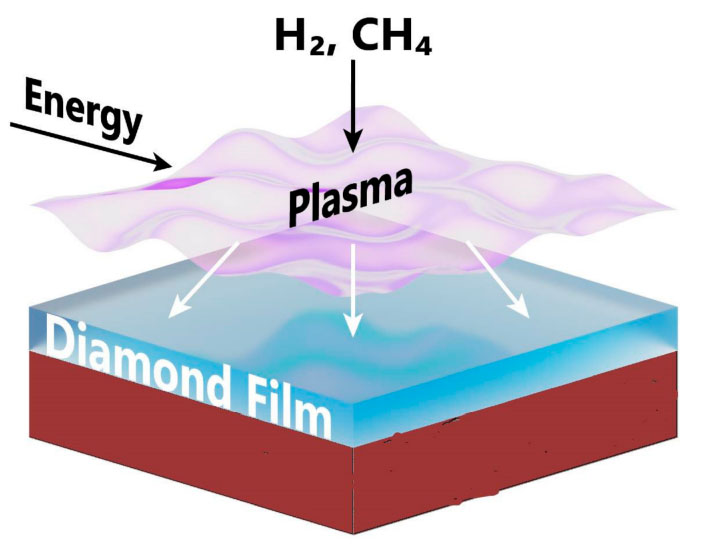 H₂, CH₄
Energy
Plasma
Diamond Film